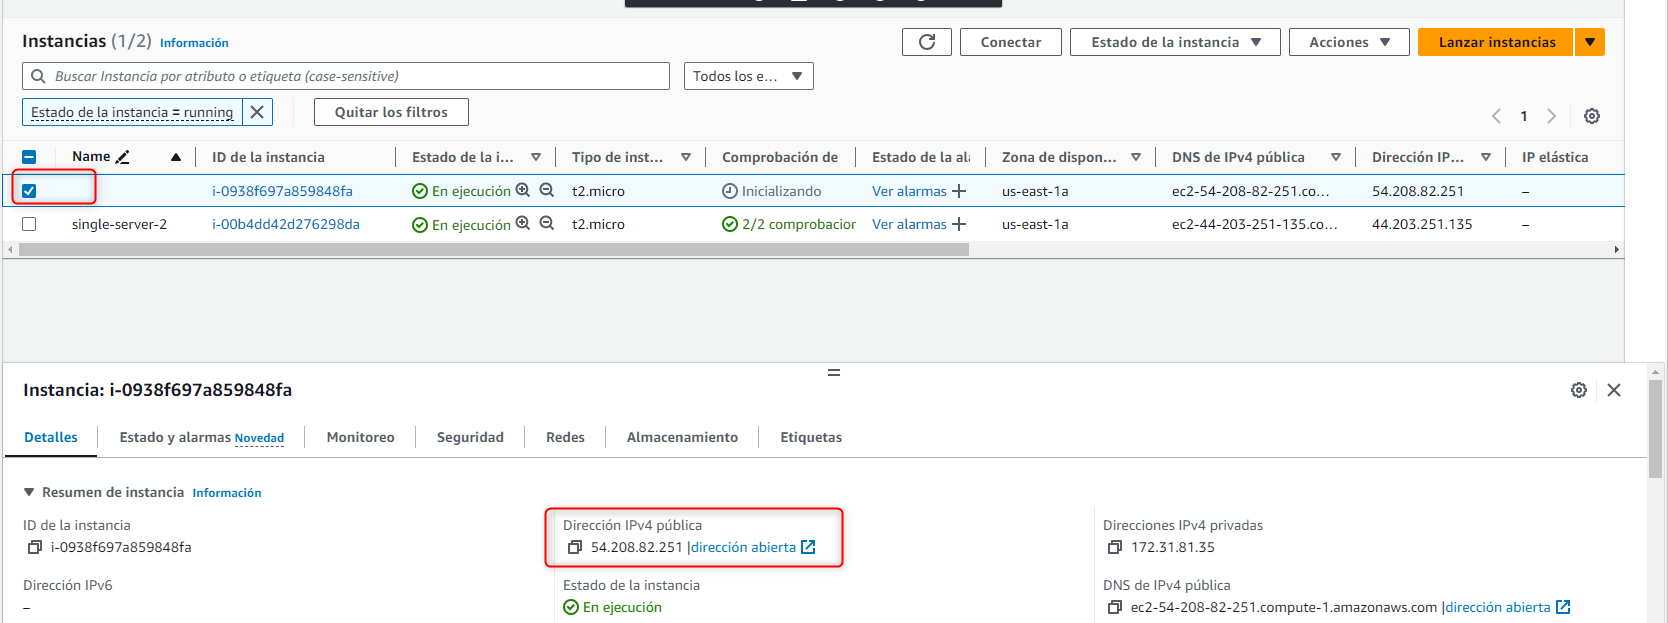 Instancias (1/2) Información
Conectar Estado de la instancia Acciones Lanzar instancias
Buscar Instancia por atributo o etiqueta (case-sensitive) Todos los e...
Estado de la instancia = running Quitar los filtros
1
Name ID de la instancia Estado de la i... Tipo de inst... Comprobación de Estado de la ala Zona de dispon... DNS de IPv4 pública Dirección IP... IP elástica
i-0938f697a859848fa En ejecución t2.micro Inicializando Ver alarmas + us-east-1a ec2-54-208-82-251.co... 54.208.82.251 –
single-server-2 i-00b4dd42d276298da En ejecución t2.micro 2/2 comprobacior Ver alarmas + us-east-1a ec2-44-203-251-135.co... 44.203.251.135 –
Instancia: i-0938f697a859848fa
Detalles Estado y alarmas Novedad Monitoreo Seguridad Redes Almacenamiento Etiquetas
Resumen de instancia Información
ID de la instancia Dirección IPv4 pública Direcciones IPv4 privadas
i-0938f697a859848fa 54.208.82.251 |dirección abierta 172.31.81.35
Dirección IPv6 Estado de la instancia DNS de IPv4 pública
– En ejecución ec2-54-208-82-251.compute-1.amazonaws.com |dirección abierta